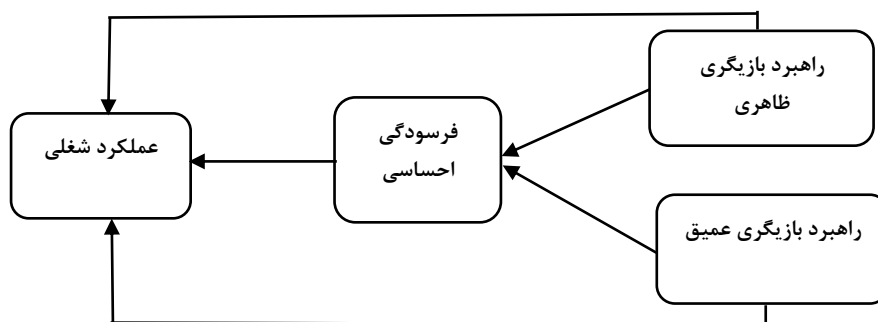 راهبرد بازیگری
ظاهری
فرسودگی
احساسی
عملکرد شغلی
راهبرد بازیگری عمیق